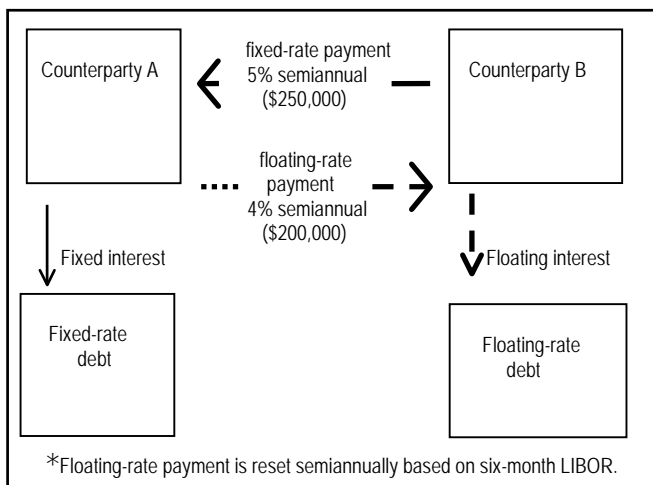 Counterparty A
fixed-rate payment
5% semiannual
($250,000)
Counterparty B
floating-rate
payment
4% semiannual
($200,000)
Fixed interest
Floating interest
Fixed-rate
debt
Floating-rate
debt
*Floating-rate payment is reset semiannually based on six-month LIBOR.